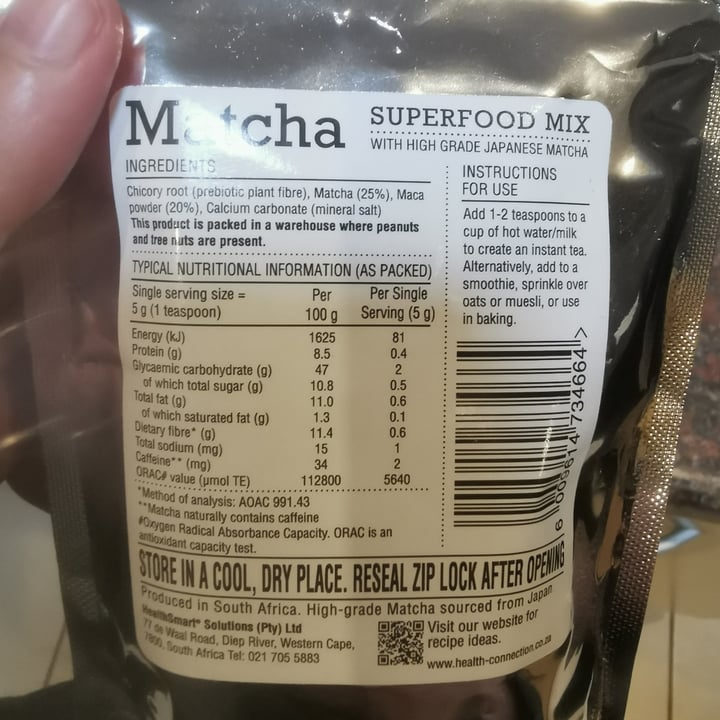 Matcha
SUPERFOOD MIX
WITH HIGH GRADE JAPANESE MATCHA
INGREDIENTS
Chicory root (prebiotic plant fibre), Matcha (25%), Maca
powder (20%), Calcium carbonate (mineral salt)
This product is packed in a warehouse where peanuts
and tree nuts are present.
TYPICAL NUTRITIONAL INFORMATION (AS PACKED)
Single serving size = Per Per Single
5 g (1 teaspoon) 100 g Serving (5 g)
Energy (kJ) 1625 81
Protein (g) 8.5 0.4
Glycaemic carbohydrate (g) 47 2
of which total sugar (g) 10.8 0.5
Total fat (g) 11.0 0.6
of which saturated fat (g) 1.3 0.1
Dietary fibre* (g) 11.4 0.6
Total sodium (mg) 15 1
Caffeine** (mg) 34 2
ORAC# value (µmol TE) 112800 5640
*Method of analysis: AOAC 991.43
**Matcha naturally contains caffeine
#Oxygen Radical Absorbance Capacity. ORAC is an
antioxidant capacity test.
INSTRUCTIONS
FOR USE
Add 1-2 teaspoons to a
cup of hot water/milk
to create an instant tea.
Alternatively, add to a
smoothie, sprinkle over
oats or muesli, or use
in baking.
6 009614 734664 >
STORE IN A COOL, DRY PLACE. RESEAL ZIP LOCK AFTER OPENING
Produced in South Africa. High-grade Matcha sourced from Japan
HealthSmart® Solutions (Pty) Ltd
77 de Waal Road, Diep River, Western Cape,
7800, South Africa Tel: 021 705 5883
Visit our website for
recipe ideas.
www.health-connection.co.za